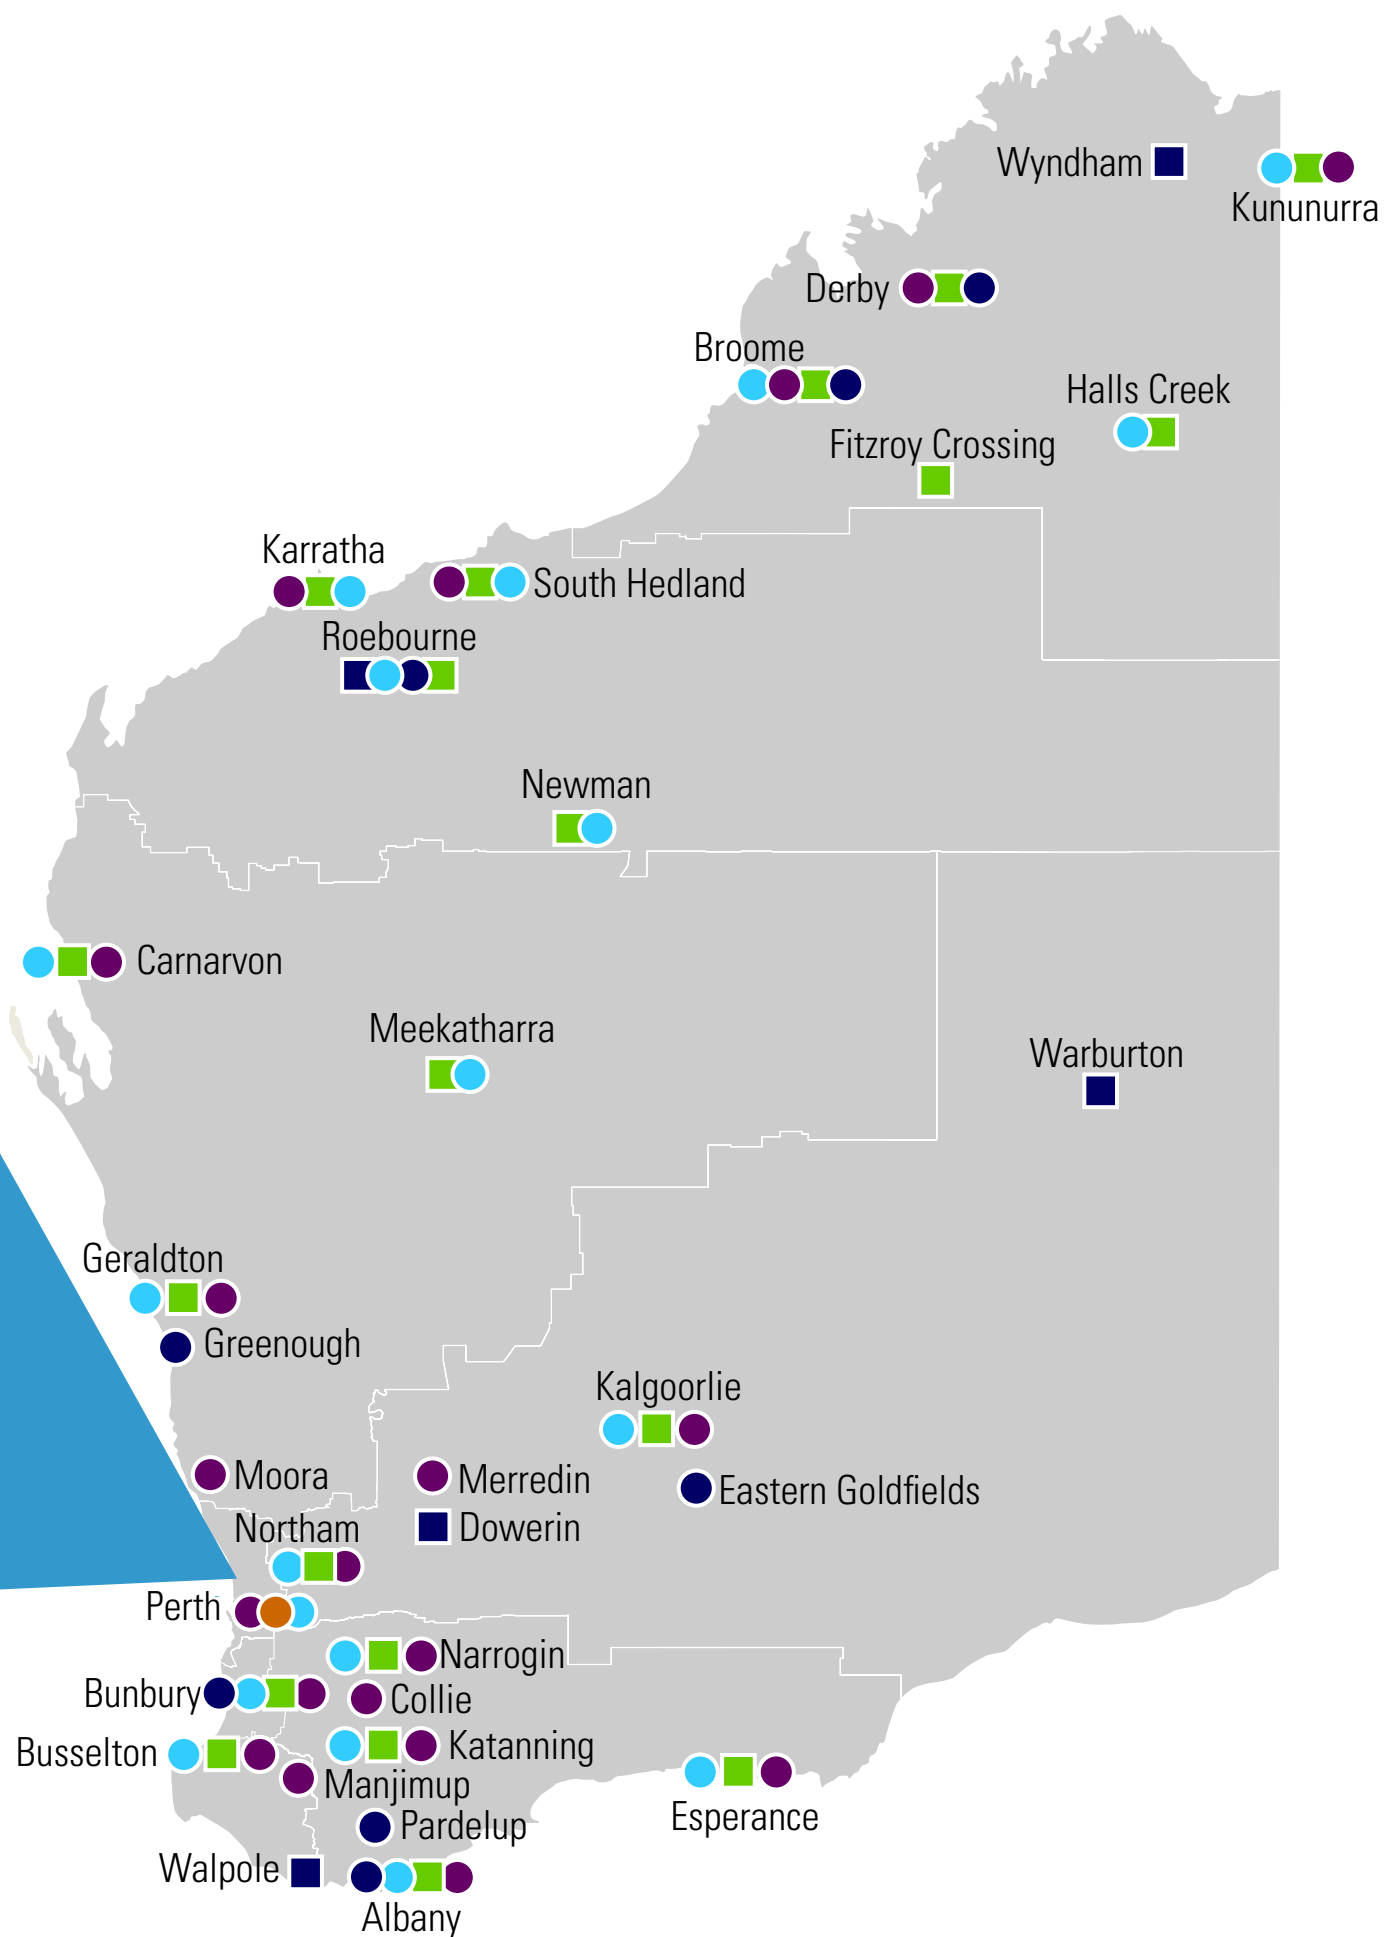 Wyndham
Kununurra
Derby
Broome
Halls Creek
Fitzroy Crossing
Karratha
South Hedland
Roebourne
Newman
Carnarvon
Meekatharra
Warburton
Geraldton
Greenough
Kalgoorlie
Moora
Merredin
Eastern Goldfields
Northam
Dowerin
Perth
Narrogin
Bunbury
Collie
Busselton
Katanning
Manjimup
Esperance
Pardelup
Walpole
Albany